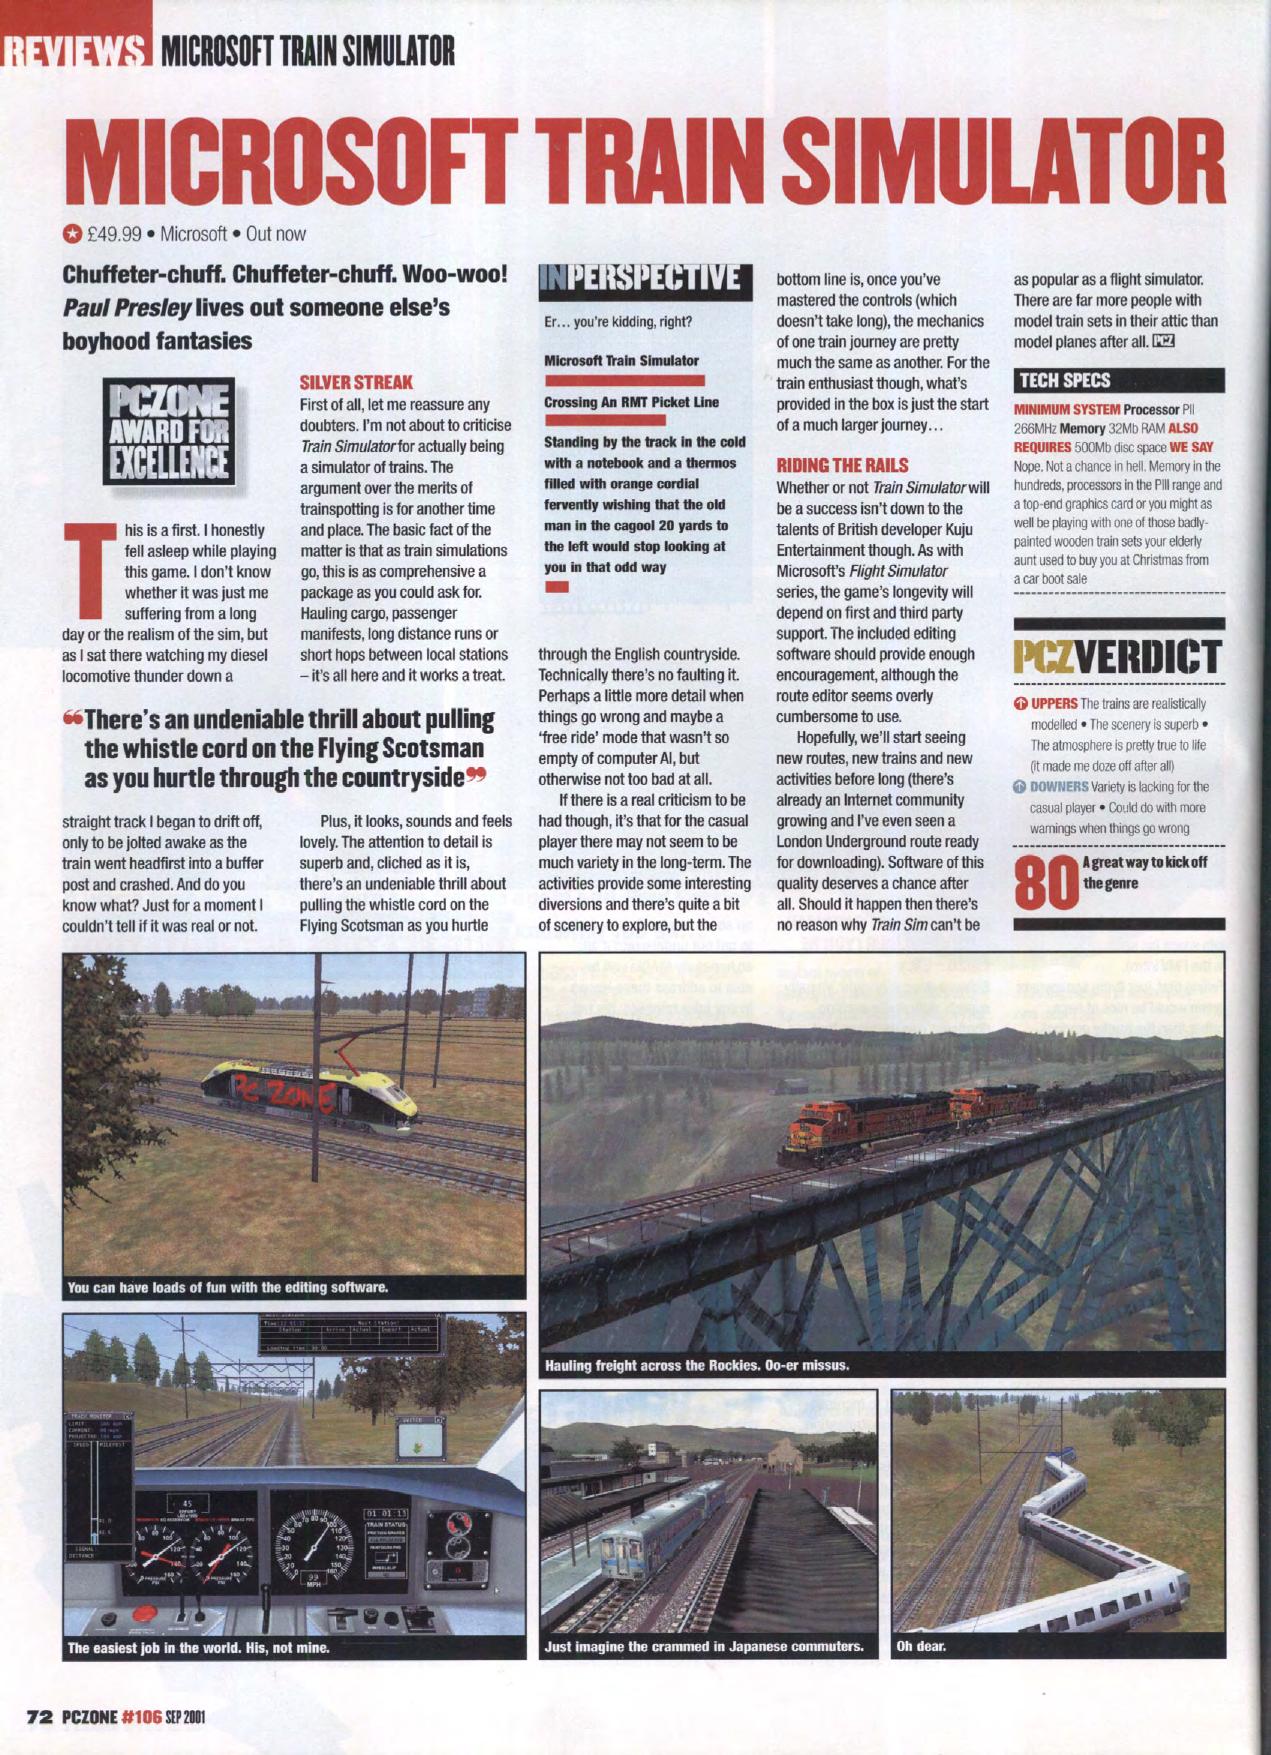 REVIEWS MICROSOFT TRAIN SIMULATOR
MICROSOFT TRAIN SIMULATOR
£49.99 • Microsoft • Out now
Chuffeter-chuff. Chuffeter-chuff. Woo-woo!
Paul Presley lives out someone else's
boyhood fantasies
PCZONE
AWARD FOR
EXCELLENCE
This is a first. I honestly
fell asleep while playing
this game. I don't know
whether it was just me
suffering from a long
day or the realism of the sim, but
as I sat there watching my diesel
locomotive thunder down a
SILVER STREAK
First of all, let me reassure any
doubters. I'm not about to criticise
Train Simulator for actually being
a simulator of trains. The
argument over the merits of
trainspotting is for another time
and place. The basic fact of the
matter is that as train simulations
go, this is as comprehensive a
package as you could ask for.
Hauling cargo, passenger
manifests, long distance runs or
short hops between local stations
– it's all here and it works a treat.
❝There's an undeniable thrill about pulling
the whistle cord on the Flying Scotsman
as you hurtle through the countryside❞
straight track I began to drift off,
only to be jolted awake as the
train went headfirst into a buffer
post and crashed. And do you
know what? Just for a moment I
couldn't tell if it was real or not.
Plus, it looks, sounds and feels
lovely. The attention to detail is
superb and, cliched as it is,
there's an undeniable thrill about
pulling the whistle cord on the
Flying Scotsman as you hurtle
INPERSPECTIVE
Er... you're kidding, right?
Microsoft Train Simulator
Crossing An RMT Picket Line
Standing by the track in the cold
with a notebook and a thermos
filled with orange cordial
fervently wishing that the old
man in the cagool 20 yards to
the left would stop looking at
you in that odd way
through the English countryside.
Technically there's no faulting it.
Perhaps a little more detail when
things go wrong and maybe a
'free ride' mode that wasn't so
empty of computer AI, but
otherwise not too bad at all.
If there is a real criticism to be
had though, it's that for the casual
player there may not seem to be
much variety in the long-term. The
activities provide some interesting
diversions and there's quite a bit
of scenery to explore, but the
bottom line is, once you've
mastered the controls (which
doesn't take long), the mechanics
of one train journey are pretty
much the same as another. For the
train enthusiast though, what's
provided in the box is just the start
of a much larger journey...
RIDING THE RAILS
Whether or not Train Simulator will
be a success isn't down to the
talents of British developer Kuju
Entertainment though. As with
Microsoft's Flight Simulator
series, the game's longevity will
depend on first and third party
support. The included editing
software should provide enough
encouragement, although the
route editor seems overly
cumbersome to use.
Hopefully, we'll start seeing
new routes, new trains and new
activities before long (there's
already an Internet community
growing and I've even seen a
London Underground route ready
for downloading). Software of this
quality deserves a chance after
all. Should it happen then there's
no reason why Train Sim can't be
as popular as a flight simulator.
There are far more people with
model train sets in their attic than
model planes after all. PCZ
TECH SPECS
MINIMUM SYSTEM Processor PII
266MHz Memory 32Mb RAM ALSO
REQUIRES 500Mb disc space WE SAY
Nope. Not a chance in hell. Memory in the
hundreds, processors in the PIII range and
a top-end graphics card or you might as
well be playing with one of those badly-
painted wooden train sets your elderly
aunt used to buy you at Christmas from
a car boot sale
PCZVERDICT
UPPERS The trains are realistically
modelled • The scenery is superb •
The atmosphere is pretty true to life
(it made me doze off after all)
DOWNERS Variety is lacking for the
casual player • Could do with more
warnings when things go wrong
80 A great way to kick off
the genre
PC ZONE
You can have loads of fun with the editing software.
Hauling freight across the Rockies. Oo-er missus.
TRACK MONITOR
LIMIT:
CURRENT:
PROJECTED:
SPEED MILEPOST
SIGNAL:
DISTANCE:
Next Station:
Station Arrive Actual Depart Actual
Loading Time:
SWITCH
45
01:01:13
TRAIN STATUS
99
MPH
The easiest job in the world. His, not mine.
Just imagine the crammed in Japanese commuters.
Oh dear.
72 PCZONE #106 SEP 2001